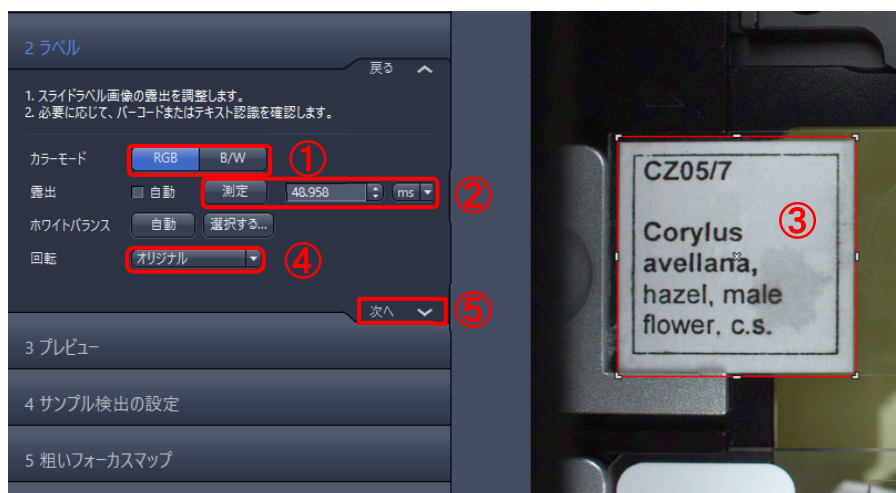 2 ラベル
戻る
1. スライドラベル画像の露出を調整します。
2. 必要に応じて、バーコードまたはテキスト認識を確認します。
カラーモード RGB B/W ①
露出 自動 測定 48.958 ms ②
ホワイトバランス 自動 選択する...
回転 オリジナル ④
次へ ⑤
3 プレビュー
4 サンプル検出の設定
5 粗いフォーカスマップ
CZ05/7
③
Corylus
avellana,
hazel, male
flower, c.s.